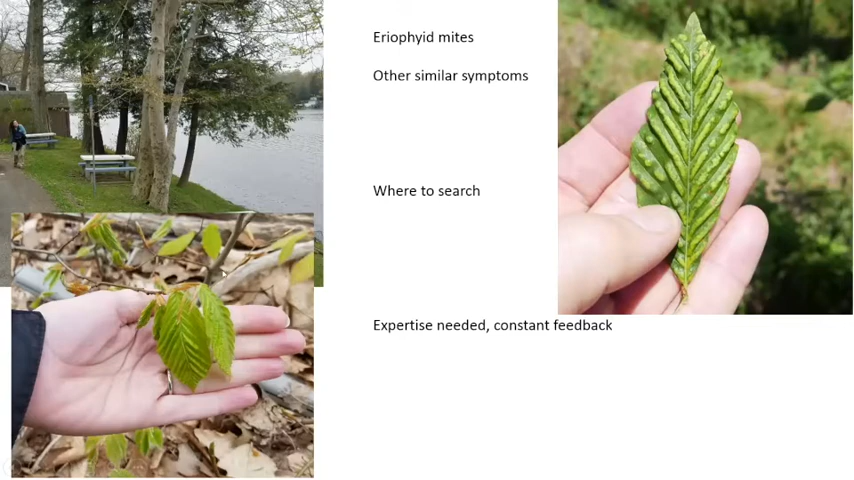 Eriophyid mites
Other similar symptoms
Where to search
Expertise needed, constant feedback